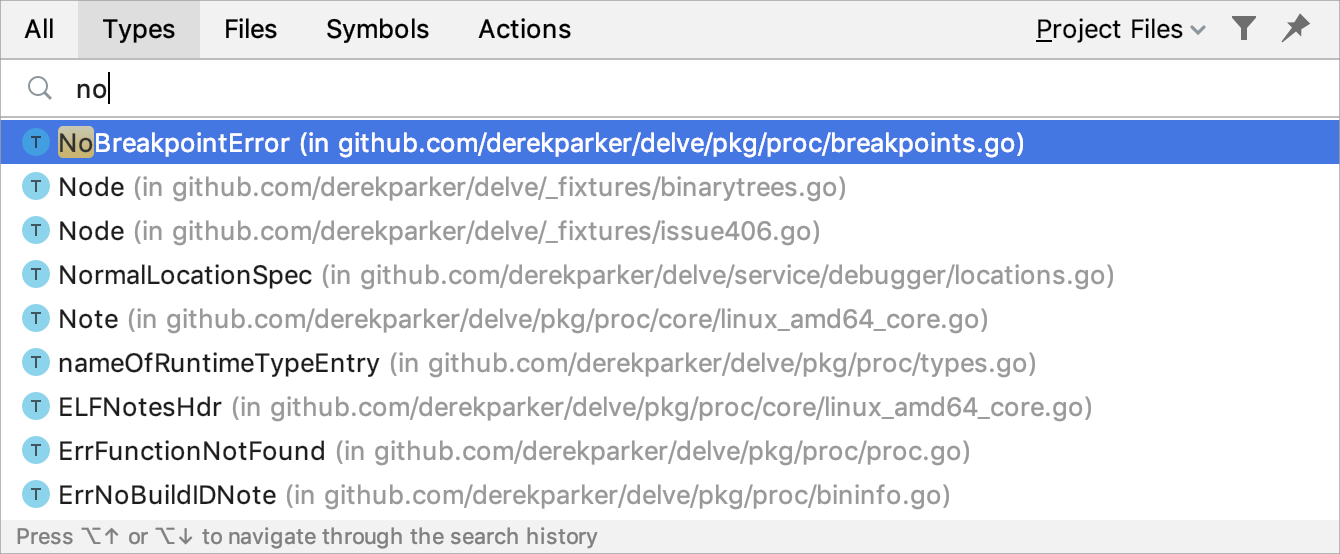 All Types Files Symbols Actions Project Files
no
T NoBreakpointError (in github.com/derekparker/delve/pkg/proc/breakpoints.go)
T Node (in github.com/derekparker/delve/_fixtures/binarytrees.go)
T Node (in github.com/derekparker/delve/_fixtures/issue406.go)
T NormalLocationSpec (in github.com/derekparker/delve/service/debugger/locations.go)
T Note (in github.com/derekparker/delve/pkg/proc/core/linux_amd64_core.go)
T nameOfRuntimeTypeEntry (in github.com/derekparker/delve/pkg/proc/types.go)
T ELFNotesHdr (in github.com/derekparker/delve/pkg/proc/core/linux_amd64_core.go)
T ErrFunctionNotFound (in github.com/derekparker/delve/pkg/proc/proc.go)
T ErrNoBuildIDNote (in github.com/derekparker/delve/pkg/proc/bininfo.go)
Press ⌥↑ or ⌥↓ to navigate through the search history